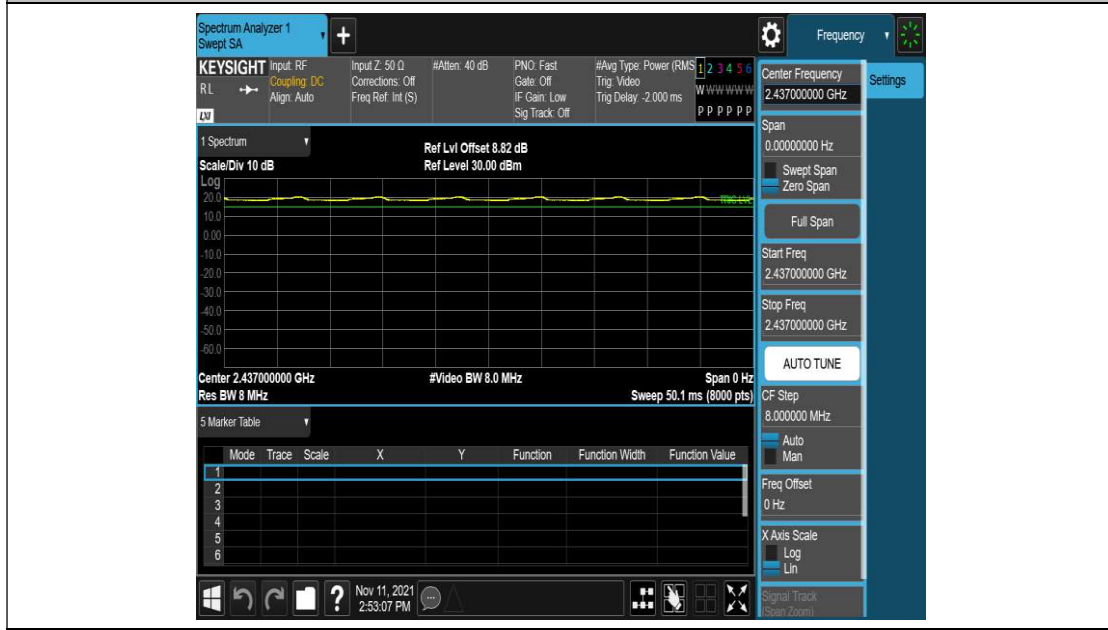 Spectrum Analyzer 1
Swept SA
+
Frequency
KEYSIGHT
RL
LXI
Input: RF
Coupling: DC
Align: Auto
Input Z: 50 Ω
Corrections: Off
Freq Ref: Int (S)
#Atten: 40 dB
PNO: Fast
Gate: Off
IF Gain: Low
Sig Track: Off
#Avg Type: Power (RMS
Trig: Video
Trig Delay: -2.000 ms
1 2 3 4 5 6
W W W W W W
P P P P P P
1 Spectrum
Scale/Div 10 dB
Ref Lvl Offset 8.82 dB
Ref Level 30.00 dBm
Log
20.0
10.0
0.00
-10.0
-20.0
-30.0
-40.0
-50.0
-60.0
TRIG LVL
Center 2.437000000 GHz
#Video BW 8.0 MHz
Span 0 Hz
Res BW 8 MHz
Sweep 50.1 ms (8000 pts)
5 Marker Table
Mode Trace Scale X Y Function Function Width Function Value
1
2
3
4
5
6
Nov 11, 2021
2:53:07 PM
Center Frequency
2.437000000 GHz
Settings
Span
0.00000000 Hz
Swept Span
Zero Span
Full Span
Start Freq
2.437000000 GHz
Stop Freq
2.437000000 GHz
AUTO TUNE
CF Step
8.000000 MHz
Auto
Man
Freq Offset
0 Hz
X Axis Scale
Log
Lin
Signal Track
(Span Zoom)